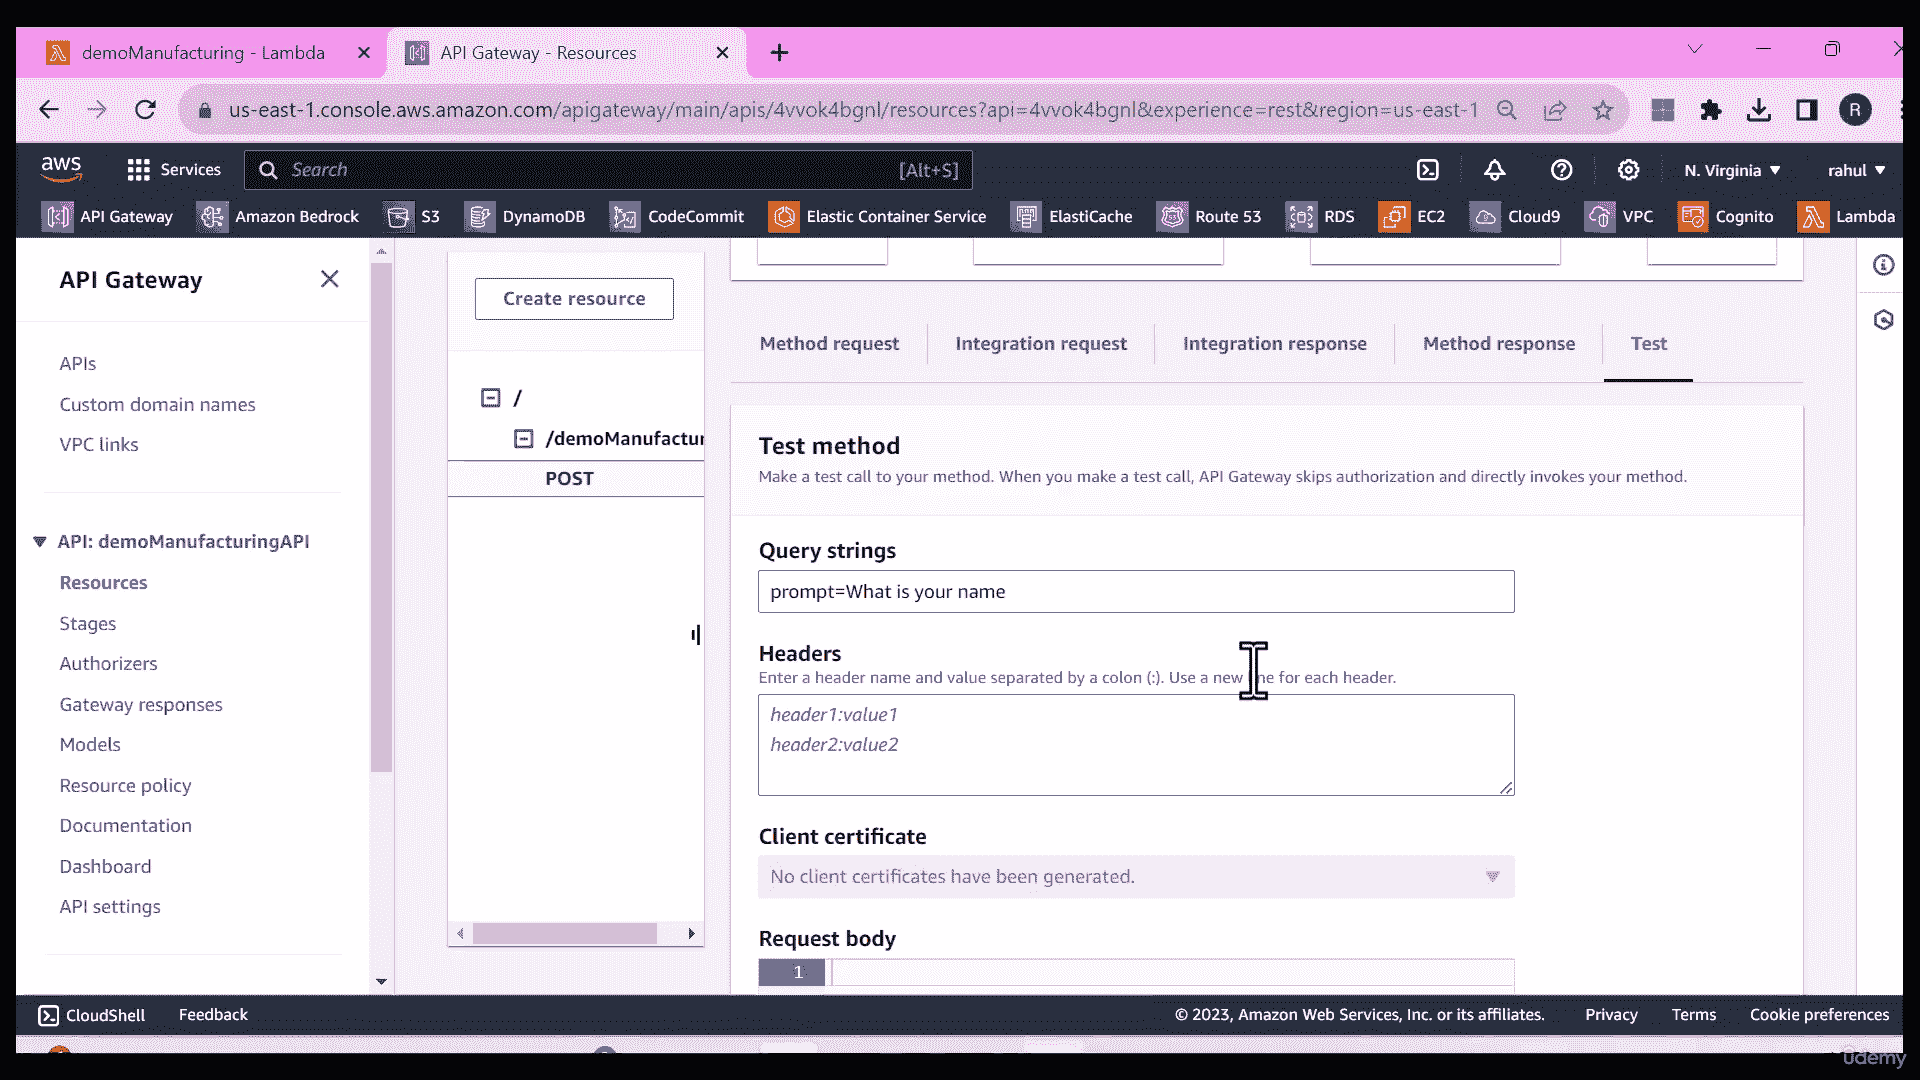 demoManufacturing - Lambda
API Gateway - Resources
us-east-1.console.aws.amazon.com/apigateway/main/apis/4vvok4bgnl/resources?api=4vvok4bgnl&experience=rest&region=us-east-1
R
aws
Services
Search
[Alt+S]
N. Virginia
rahul
API Gateway
Amazon Bedrock
S3
DynamoDB
CodeCommit
Elastic Container Service
ElastiCache
Route 53
RDS
EC2
Cloud9
VPC
Cognito
Lambda
API Gateway
APIs
Custom domain names
VPC links
API: demoManufacturingAPI
Resources
Stages
Authorizers
Gateway responses
Models
Resource policy
Documentation
Dashboard
API settings
Create resource
/
/demoManufactur
POST
Method request
Integration request
Integration response
Method response
Test
Test method
Make a test call to your method. When you make a test call, API Gateway skips authorization and directly invokes your method.
Query strings
prompt=What is your name
Headers
Enter a header name and value separated by a colon (:). Use a new line for each header.
header1:value1
header2:value2
Client certificate
No client certificates have been generated.
Request body
1
CloudShell
Feedback
© 2023, Amazon Web Services, Inc. or its affiliates.
Privacy
Terms
Cookie preferences
udemy